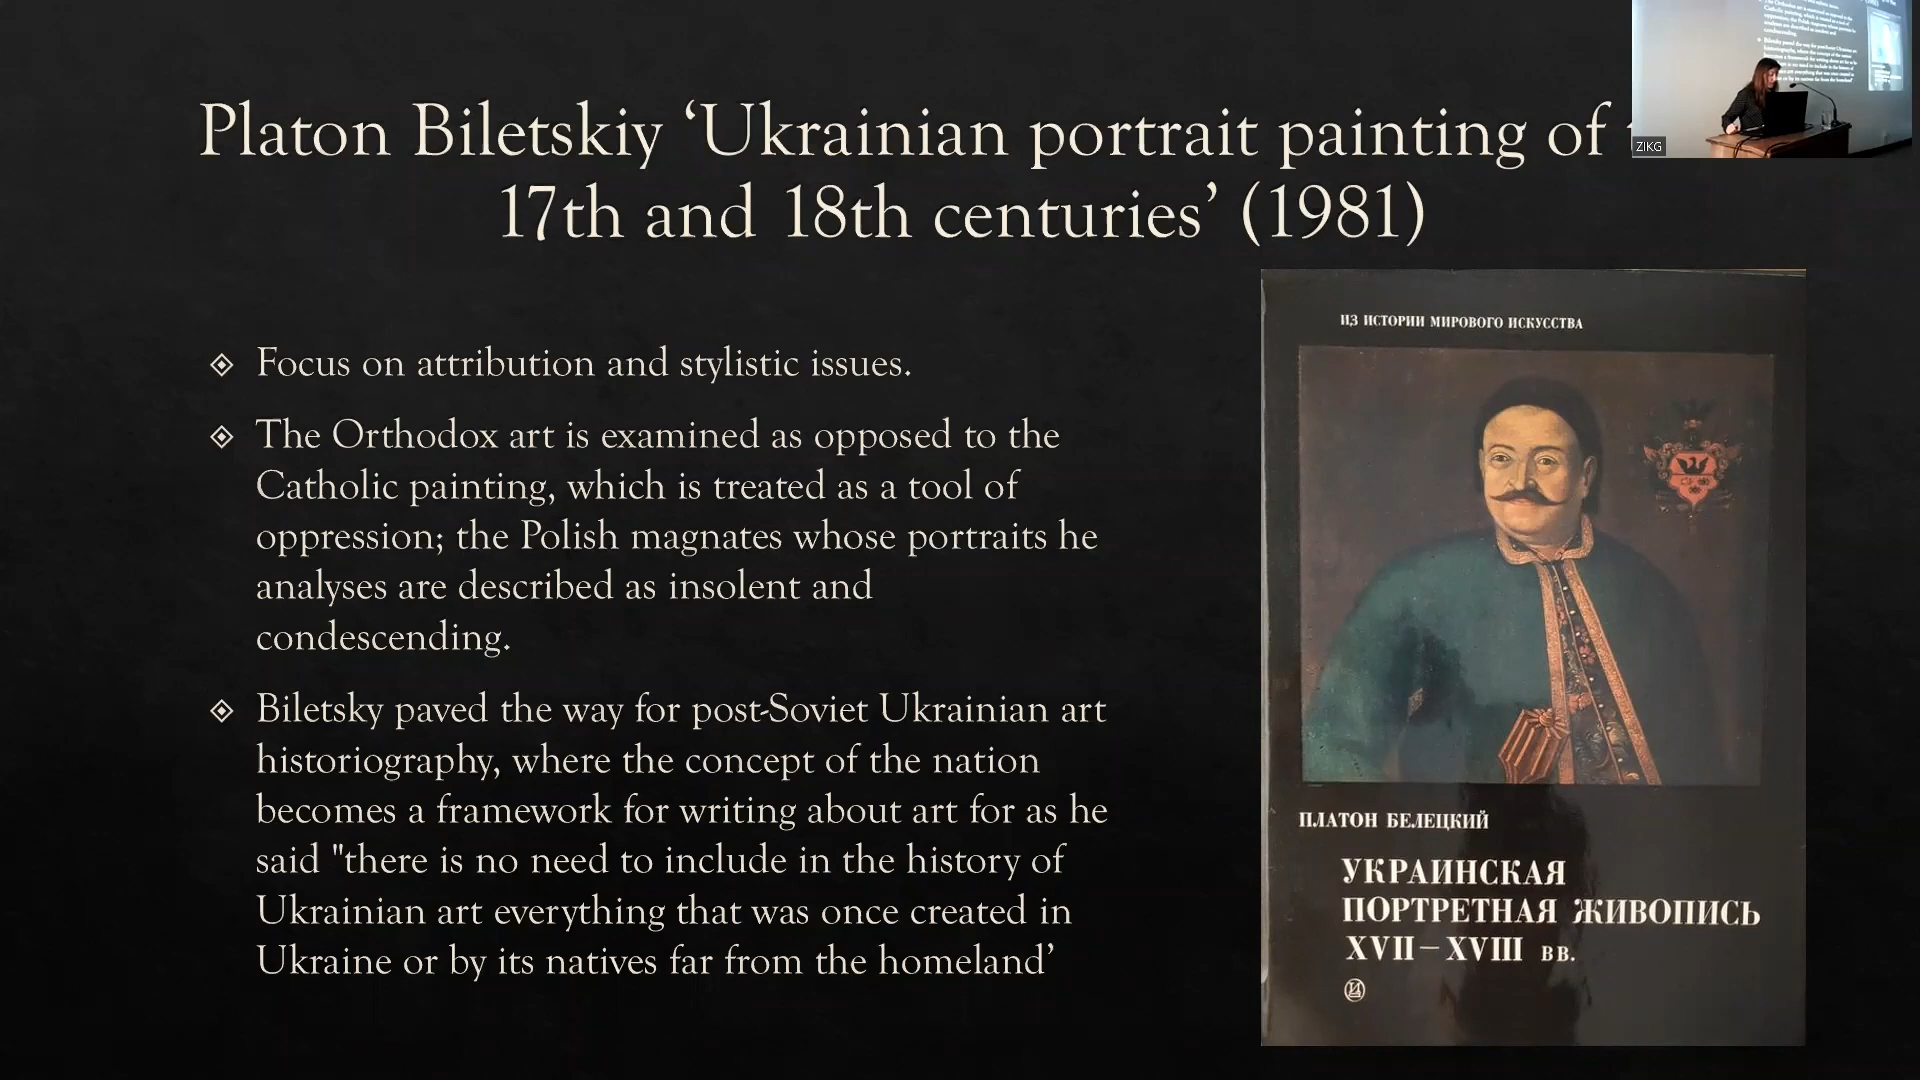 Platon Biletskiy ‘Ukrainian portrait painting of
17th and 18th centuries’ (1981)
Focus on attribution and stylistic issues.
The Orthodox art is examined as opposed to the
Catholic painting, which is treated as a tool of
oppression; the Polish magnates whose portraits he
analyses are described as insolent and
condescending.
Biletsky paved the way for post-Soviet Ukrainian art
historiography, where the concept of the nation
becomes a framework for writing about art for as he
said "there is no need to include in the history of
Ukrainian art everything that was once created in
Ukraine or by its natives far from the homeland’
ИЗ ИСТОРИИ МИРОВОГО ИСКУССТВА
ПЛАТОН БЕЛЕЦКИЙ
УКРАИНСКАЯ
ПОРТРЕТНАЯ ЖИВОПИСЬ
XVII–XVIII вв.
ZIKG